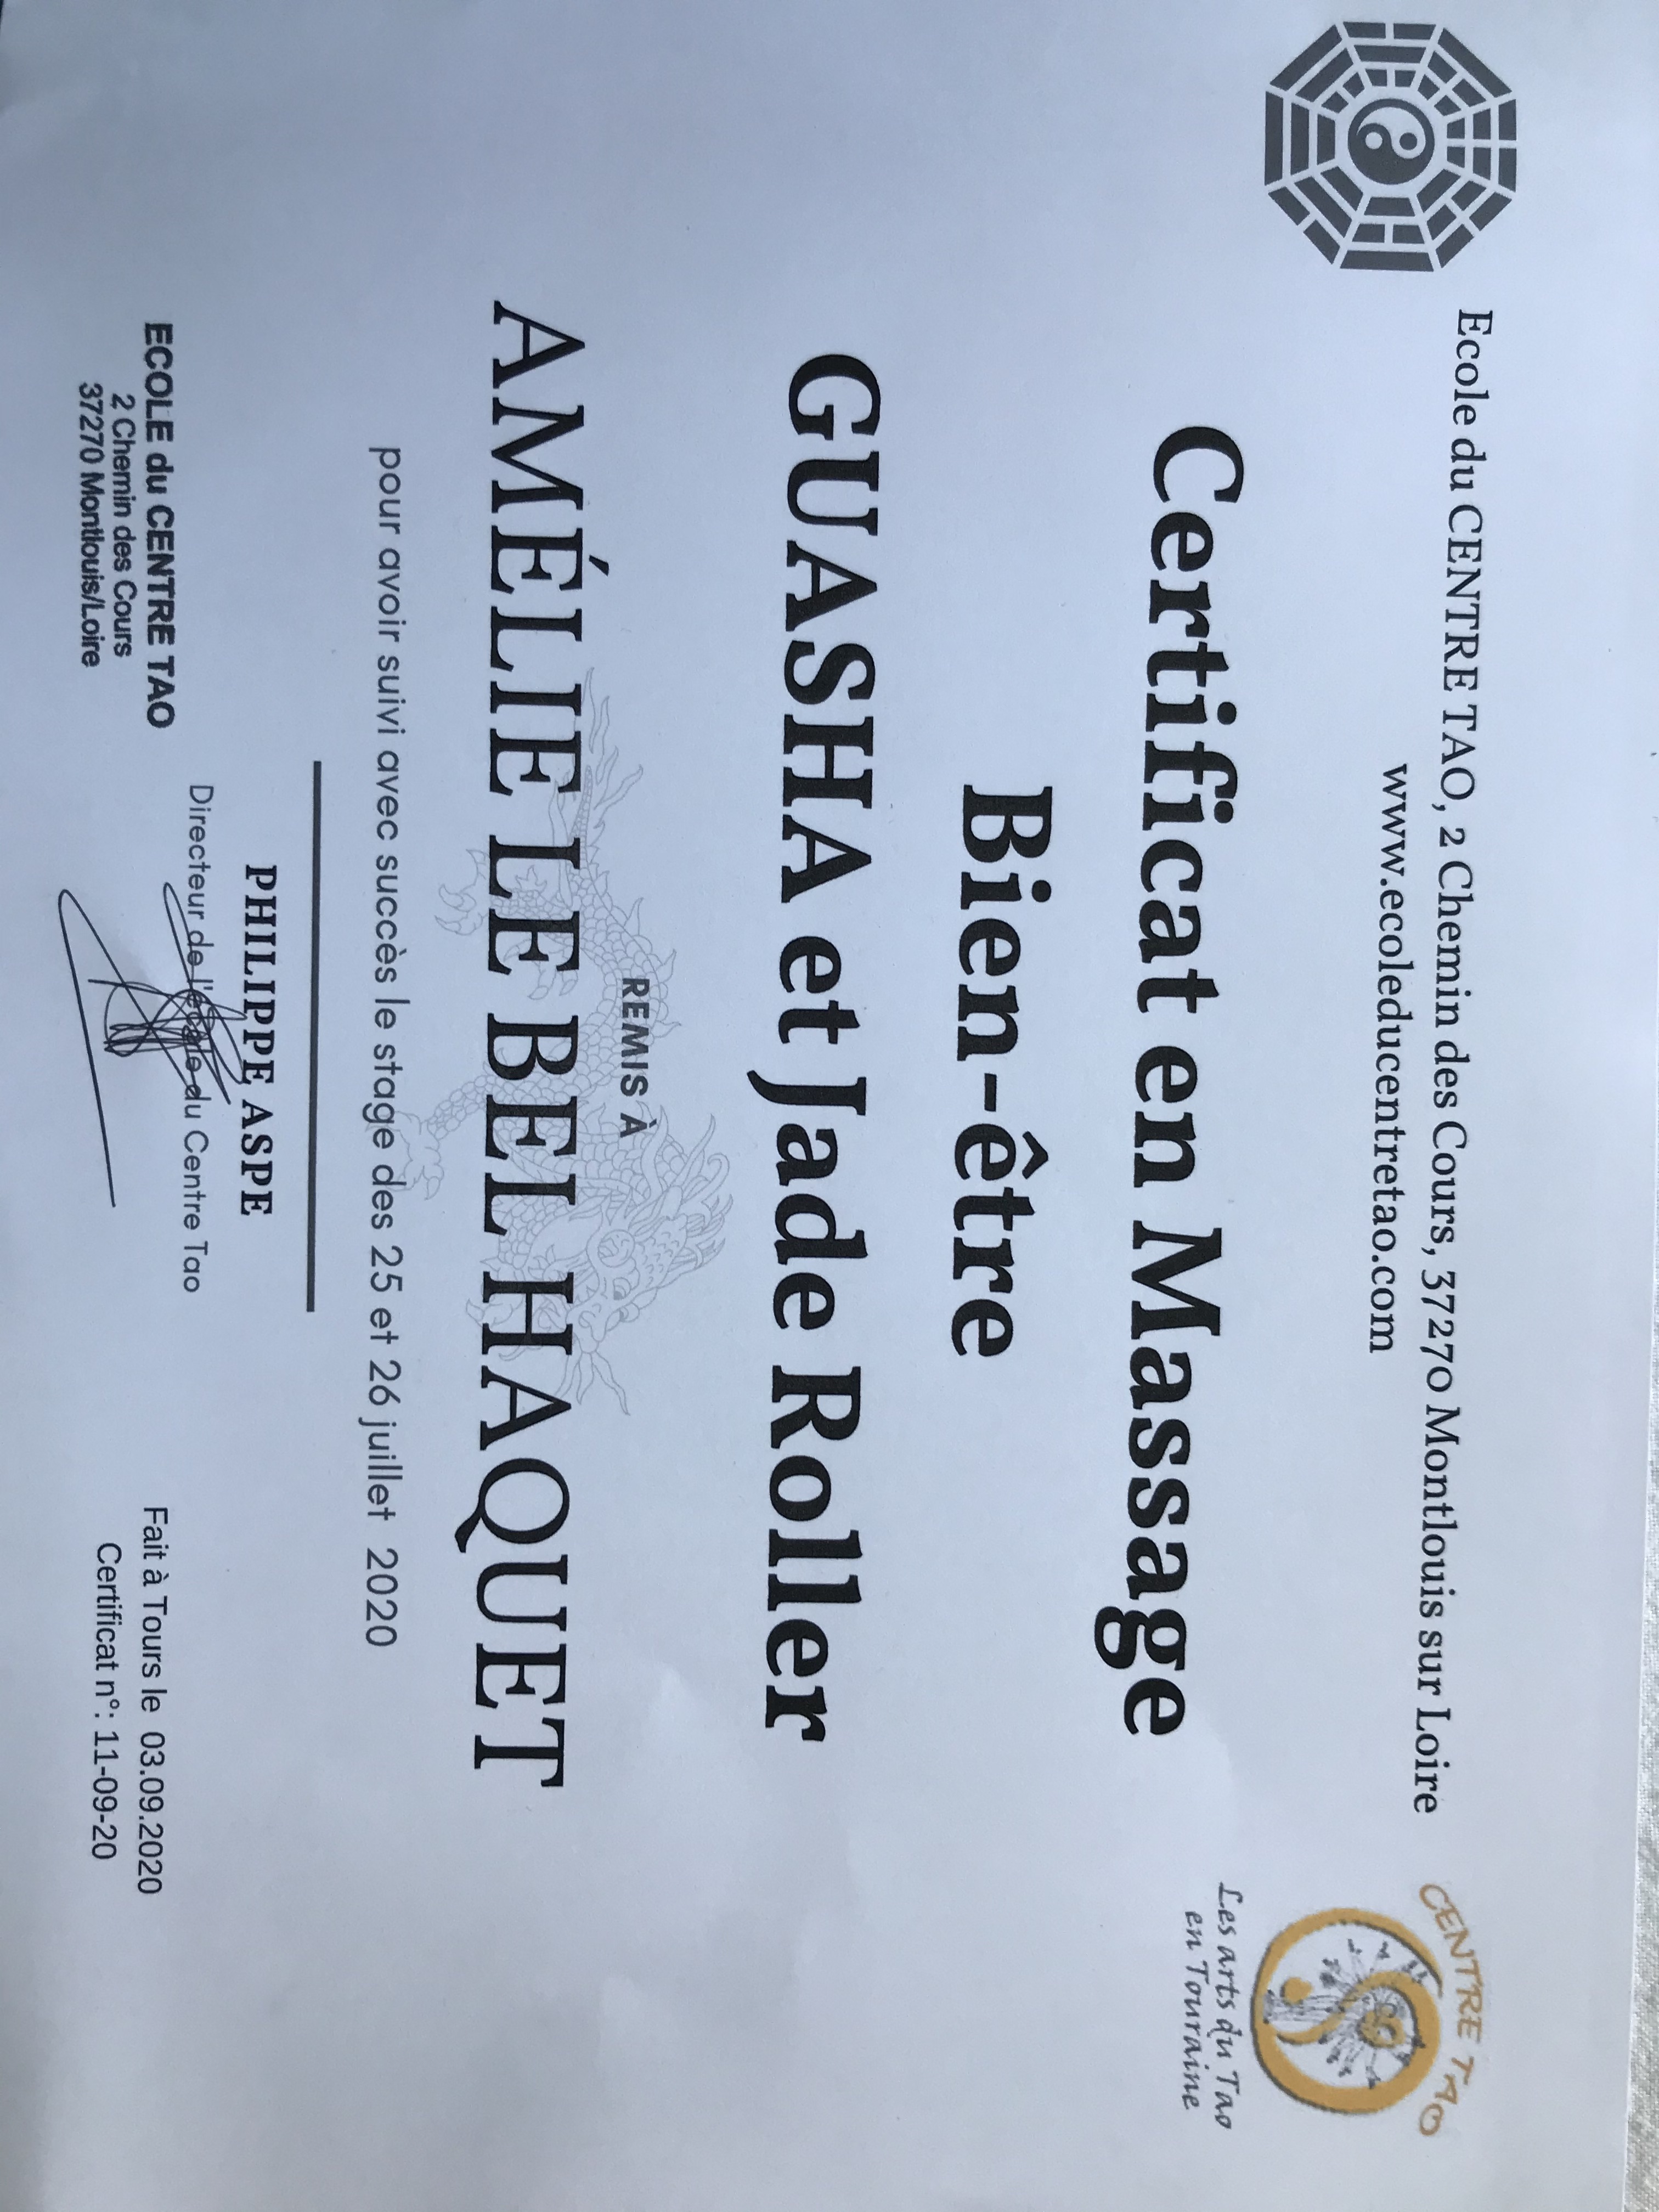 Ecole du CENTRE TAO, 2 Chemin des Cours, 37270 Montlouis sur Loire
www.ecoleducentretao.com
CENTRE TAO
Les arts du Tao
en Touraine
Certificat en Massage
Bien-être
GUASHA et Jade Roller
REMIS À
AMÉLIE LE BEL HAQUET
pour avoir suivi avec succès le stage des 25 et 26 juillet 2020
PHILIPPE ASPE
Directeur de l'école du Centre Tao
ECOLE du CENTRE TAO
2 Chemin des Cours
37270 Montlouis/Loire
Fait à Tours le 03.09.2020
Certificat n°: 11-09-20